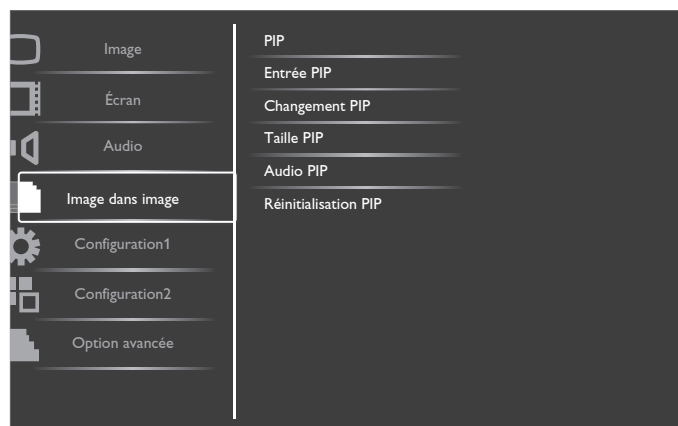 Image
Écran
Audio
Image dans image
Configuration1
Configuration2
Option avancée
PIP
Entrée PIP
Changement PIP
Taille PIP
Audio PIP
Réinitialisation PIP